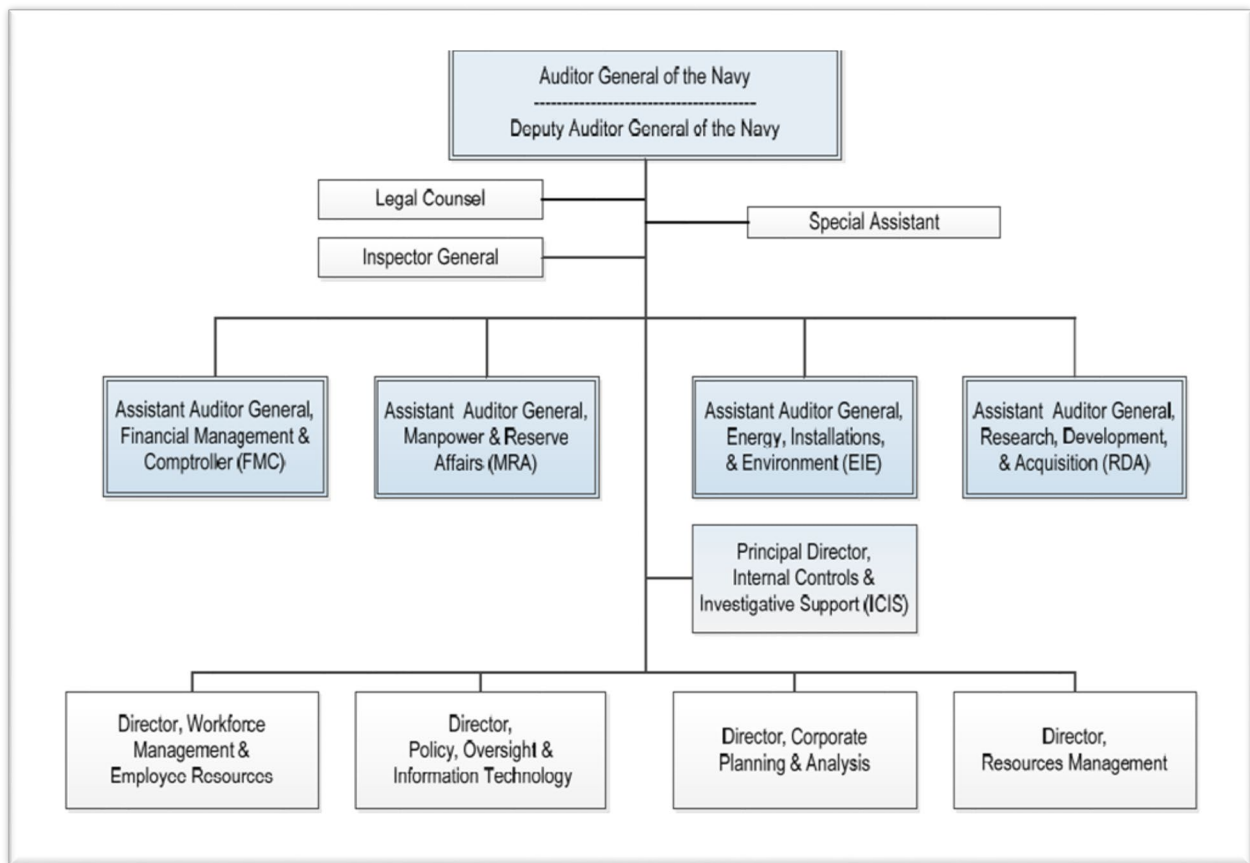 Auditor General of the Navy
----------------------------------------
Deputy Auditor General of the Navy
Legal Counsel
Special Assistant
Inspector General
Assistant Auditor General,
Financial Management &
Comptroller (FMC)
Assistant Auditor General,
Manpower & Reserve
Affairs (MRA)
Assistant Auditor General,
Energy, Installations,
& Environment (EIE)
Assistant Auditor General,
Research, Development,
& Acquisition (RDA)
Principal Director,
Internal Controls &
Investigative Support (ICIS)
Director, Workforce
Management &
Employee Resources
Director,
Policy, Oversight &
Information Technology
Director, Corporate
Planning & Analysis
Director,
Resources Management